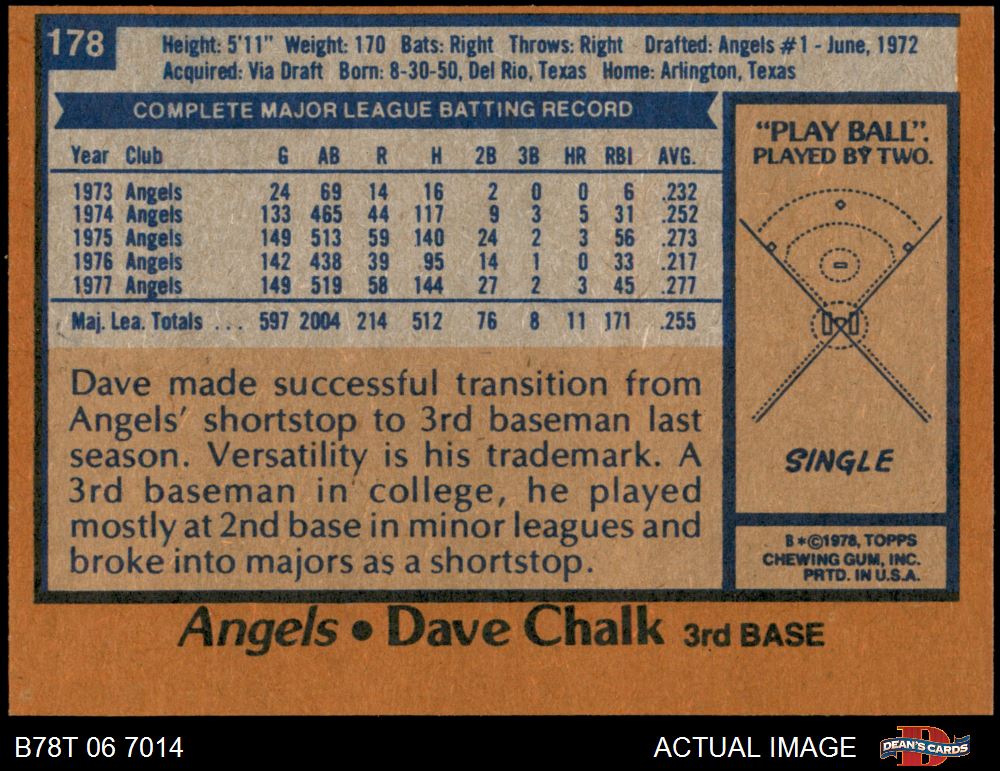 178
Height: 5'11" Weight: 170 Bats: Right Throws: Right Drafted: Angels #1 - June, 1972
Acquired: Via Draft Born: 8-30-50, Del Rio, Texas Home: Arlington, Texas
COMPLETE MAJOR LEAGUE BATTING RECORD
Year Club G AB R H 2B 3B HR RBI AVG.
1973 Angels 24 69 14 16 2 0 0 6 .232
1974 Angels 133 465 44 117 9 3 5 31 .252
1975 Angels 149 513 59 140 24 2 3 56 .273
1976 Angels 142 438 39 95 14 1 0 33 .217
1977 Angels 149 519 58 144 27 2 3 45 .277
Maj. Lea. Totals ... 597 2004 214 512 76 8 11 171 .255
Dave made successful transition from
Angels' shortstop to 3rd baseman last
season. Versatility is his trademark. A
3rd baseman in college, he played
mostly at 2nd base in minor leagues and
broke into majors as a shortstop.
"PLAY BALL".
PLAYED BY TWO.
SINGLE
B*©1978, TOPPS
CHEWING GUM, INC.
PRTD. IN U.S.A.
Angels • Dave Chalk 3rd BASE
B78T 06 7014
ACTUAL IMAGE
DEAN'S CARDS